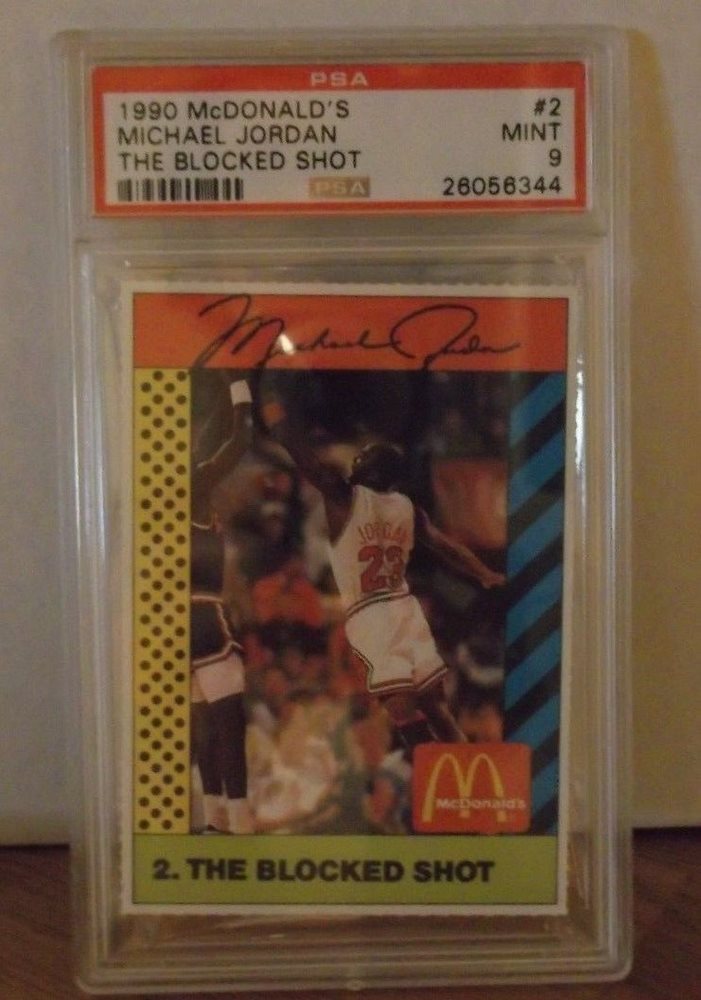 PSA
1990 McDONALD'S #2
MICHAEL JORDAN MINT
THE BLOCKED SHOT 9
PSA 26056344
Michael Jordan
JORDAN
23
McDonald's
2. THE BLOCKED SHOT